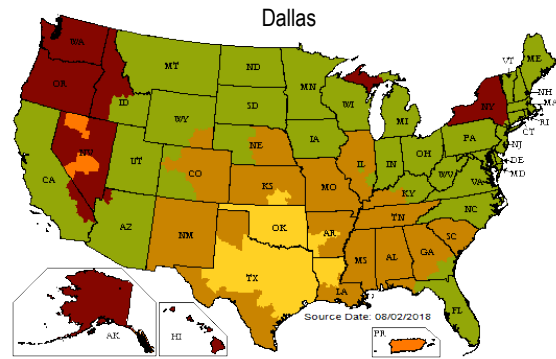 Dallas
WA
MT
ND
MN
VT
ME
OR
ID
SD
WI
NH
MA
NY
RI
CT
WY
MI
PA
NJ
IA
NE
NV
UT
IL
IN
OH
DE
MD
CO
WV
VA
CA
KS
MO
KY
NC
TN
AZ
NM
OK
AR
SC
MS
AL
GA
TX
LA
FL
Source Date: 08/02/2018
AK
HI
PR